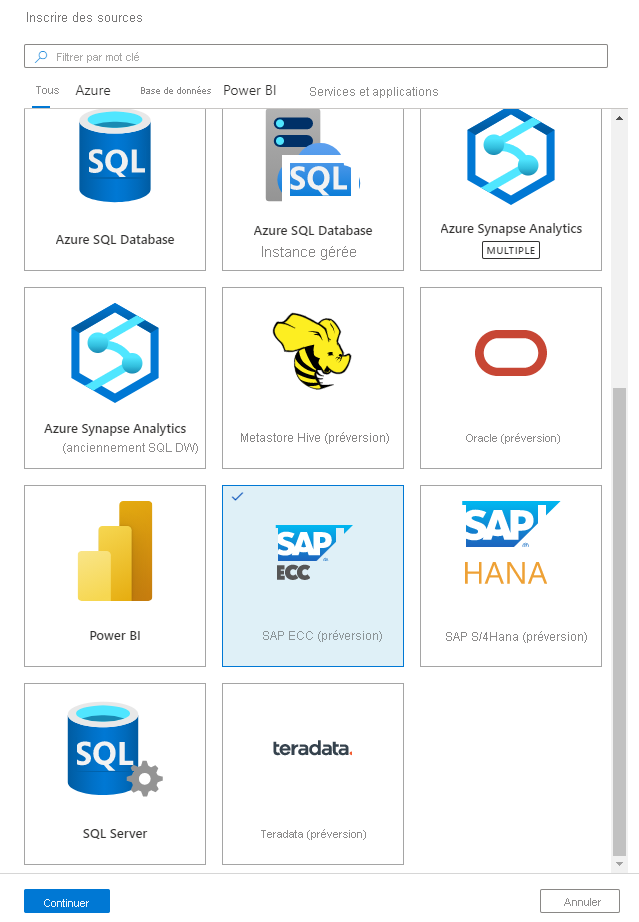 Inscrire des sources
Filtrer par mot clé
Tous Azure Base de données Power BI Services et applications
SQL
Azure SQL Database
SQL
Azure SQL Database
Instance gérée
Azure Synapse Analytics
MULTIPLE
Azure Synapse Analytics
(anciennement SQL DW)
Metastore Hive (préversion)
Oracle (préversion)
Power BI
SAP
ECC
SAP ECC (préversion)
SAP
HANA
SAP S/4Hana (préversion)
SQL
SQL Server
teradata.
Teradata (préversion)
Continuer
Annuler